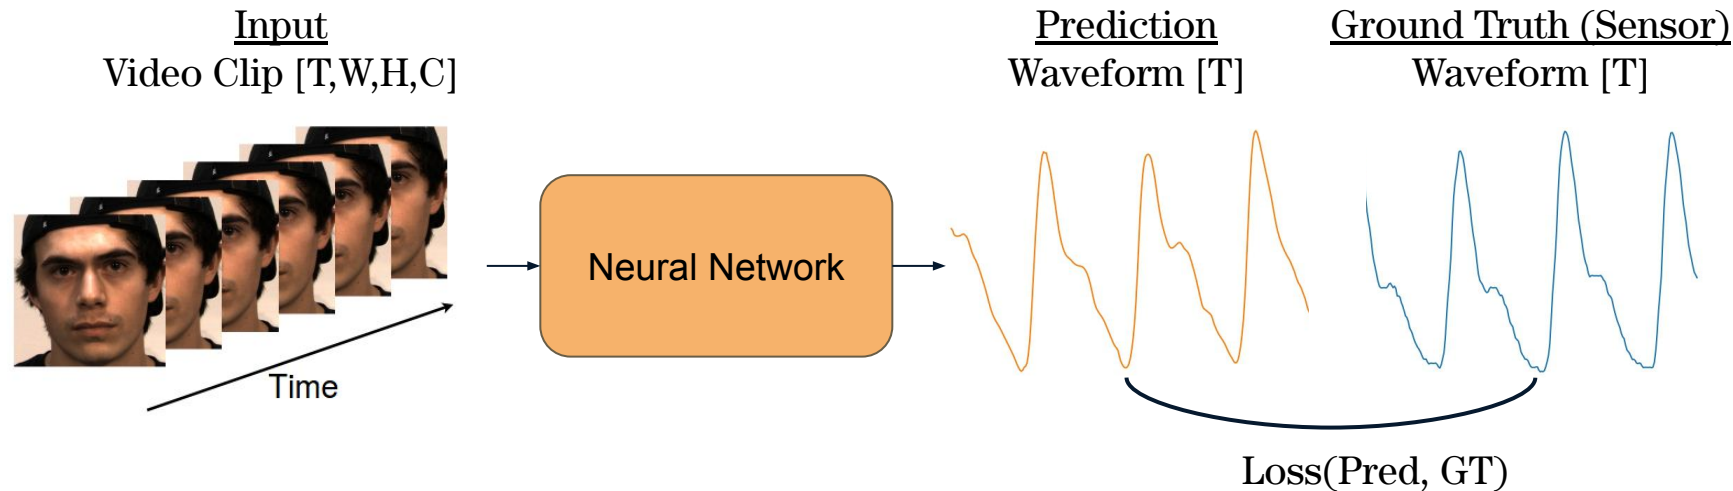 Input
Video Clip [T,W,H,C]
Time
Neural Network
Prediction
Waveform [T]
Ground Truth (Sensor)
Waveform [T]
Loss(Pred, GT)